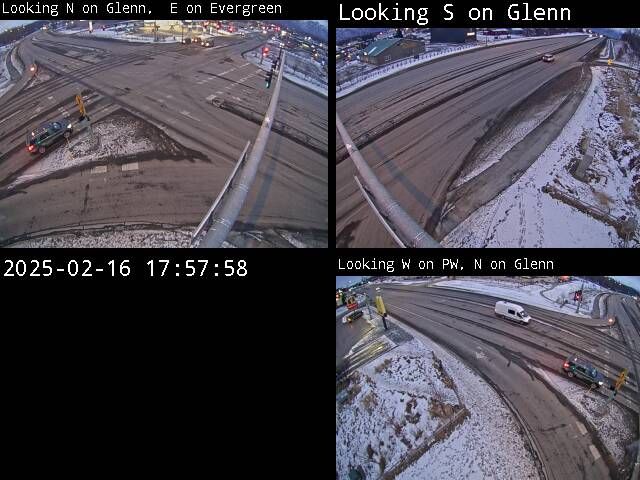 Looking N on Glenn, E on Evergreen
Looking S on Glenn
2025-02-16 17:57:58
Looking W on PW, N on Glenn